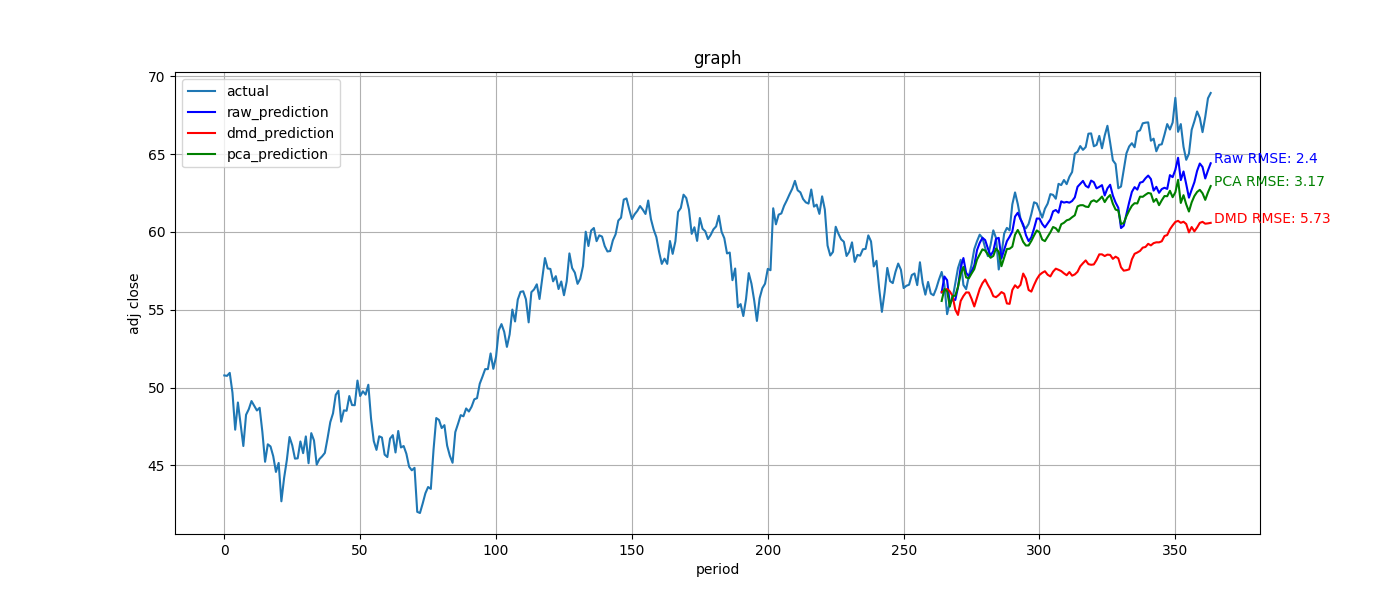 graph
70
65
60
55
50
45
adj close
actual
raw_prediction
dmd_prediction
pca_prediction
Raw RMSE: 2.4
PCA RMSE: 3.17
DMD RMSE: 5.73
0 50 100 150 200 250 300 350
period